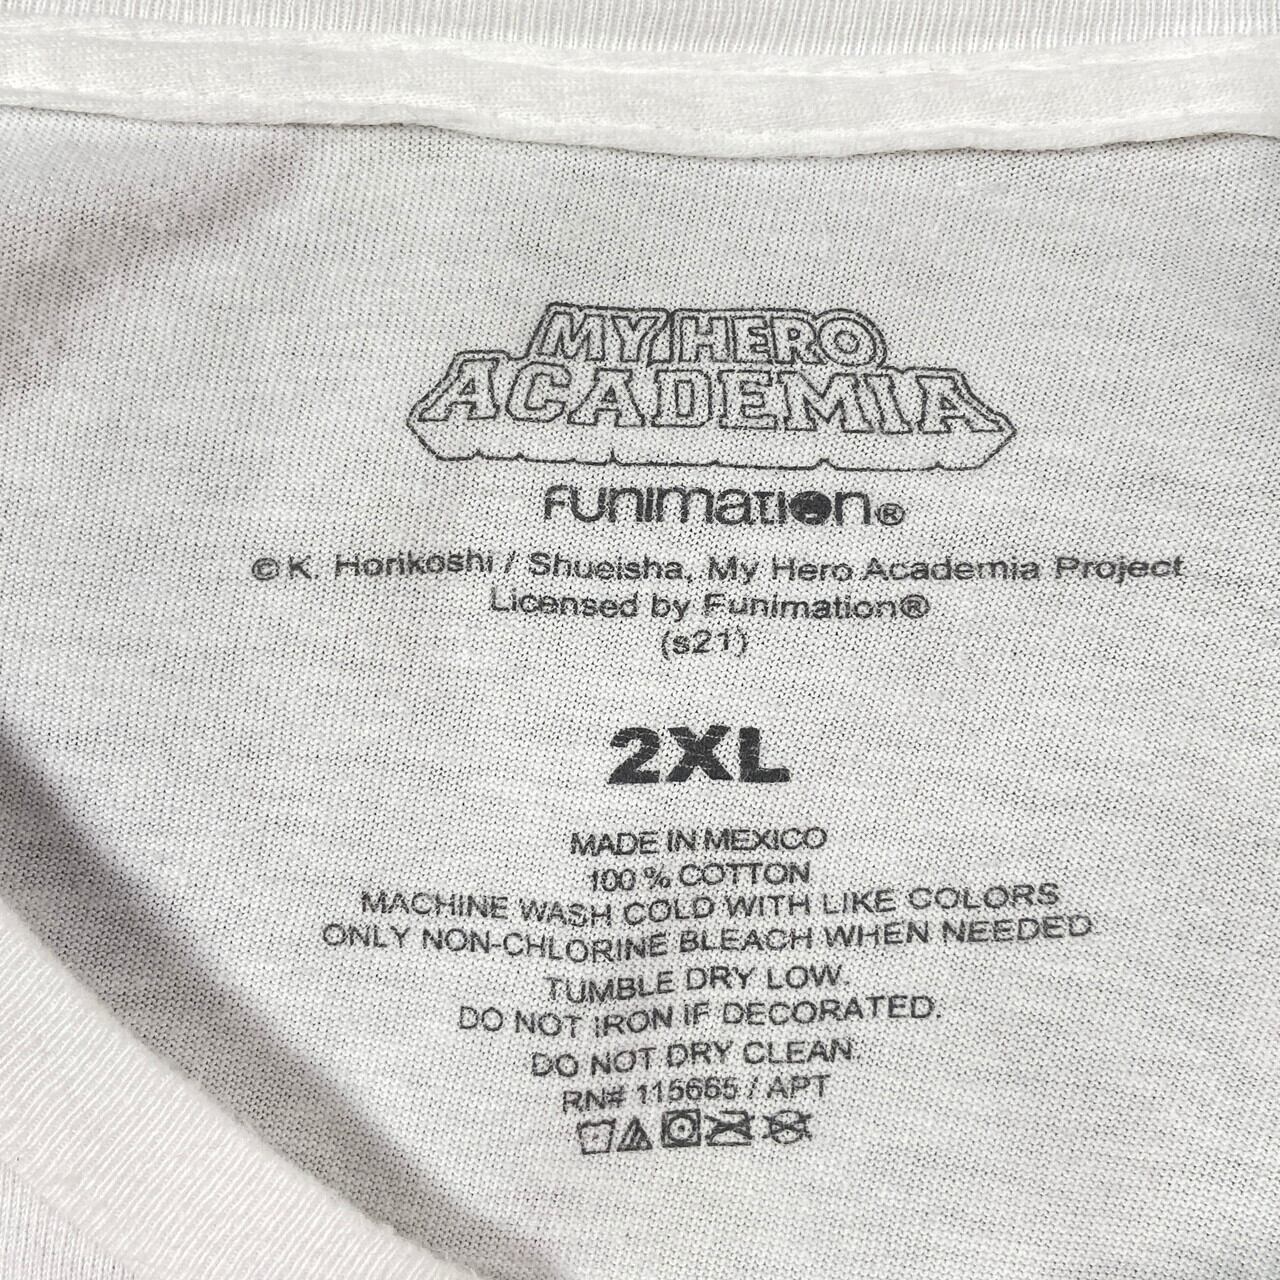 MY HERO
ACADEMIA
FUNIMATION®
© K. Horikoshi / Shueisha, My Hero Academia Project
Licensed by Funimation®
(s21)
2XL
MADE IN MEXICO
100 % COTTON
MACHINE WASH COLD WITH LIKE COLORS
ONLY NON-CHLORINE BLEACH WHEN NEEDED
TUMBLE DRY LOW.
DO NOT IRON IF DECORATED.
DO NOT DRY CLEAN.
RN# 115665 / APT